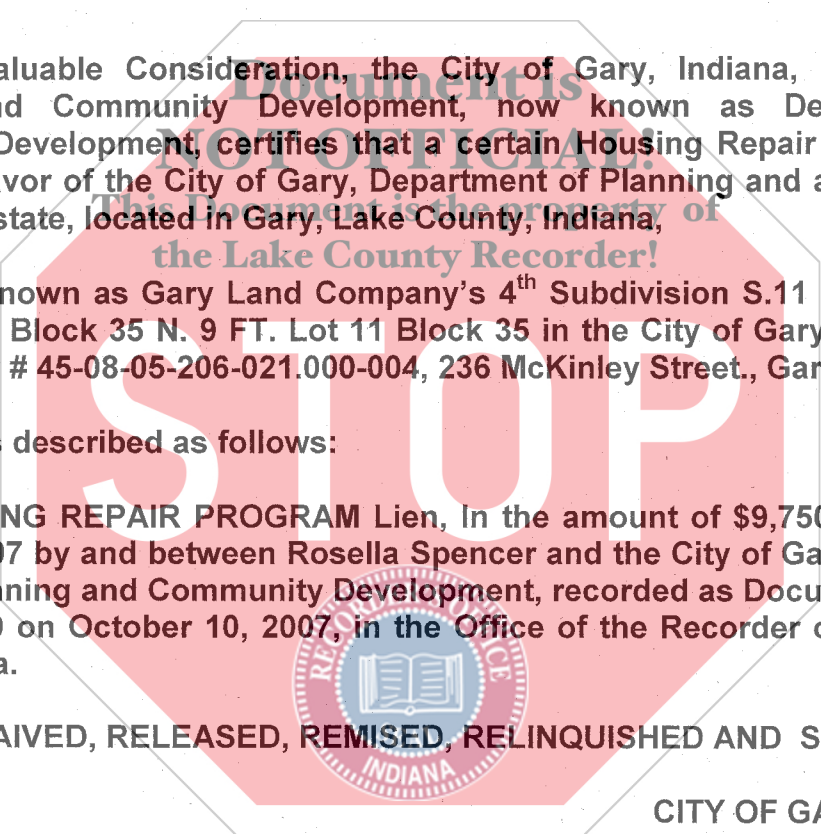 aluable Consideration, the City of Gary, Indiana,
Document is
nd Community Development, now known as De
NOT OFFICIAL!
Development, certifies that a certain Housing Repair
avor of the City of Gary, Department of Planning and a
This Document is the property of
state, located in Gary, Lake County, Indiana,
the Lake County Recorder!
nown as Gary Land Company's 4th Subdivision S.11
Block 35 N. 9 FT. Lot 11 Block 35 in the City of Gary
# 45-08-05-206-021.000-004, 236 McKinley Street., Gar
STOP
s described as follows:
NG REPAIR PROGRAM Lien, In the amount of $9,750
07 by and between Rosella Spencer and the City of Ga
nning and Community Development, recorded as Docu
0 on October 10, 2007, in the Office of the Recorder o
a.
RECORDER'S OFFICE
AIVED, RELEASED, REMISED, RELINQUISHED AND S
INDIANA
CITY OF GA